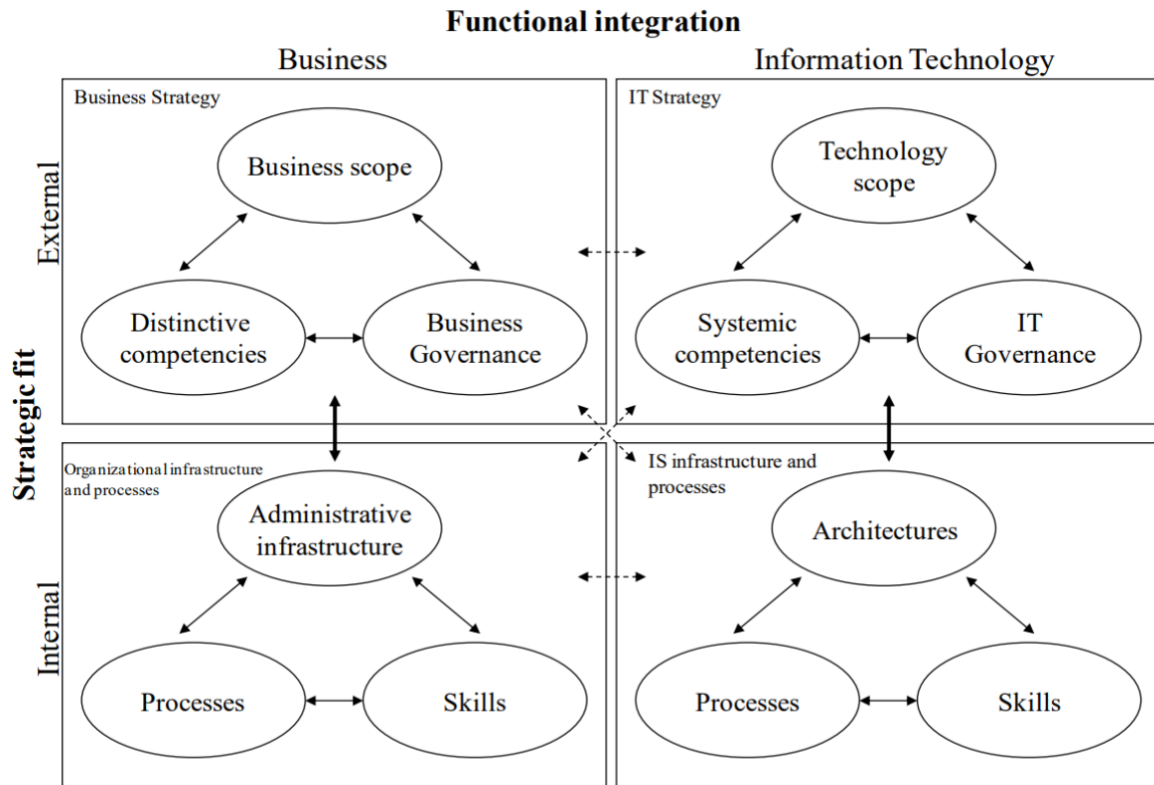 Functional integration
Business
Information Technology
Strategic fit
External
Business Strategy
Business scope
Distinctive
competencies
Business
Governance
IT Strategy
Technology
scope
Systemic
competencies
IT
Governance
Internal
Organizational infrastructure
and processes
Administrative
infrastructure
Processes
Skills
IS infrastructure and
processes
Architectures
Processes
Skills